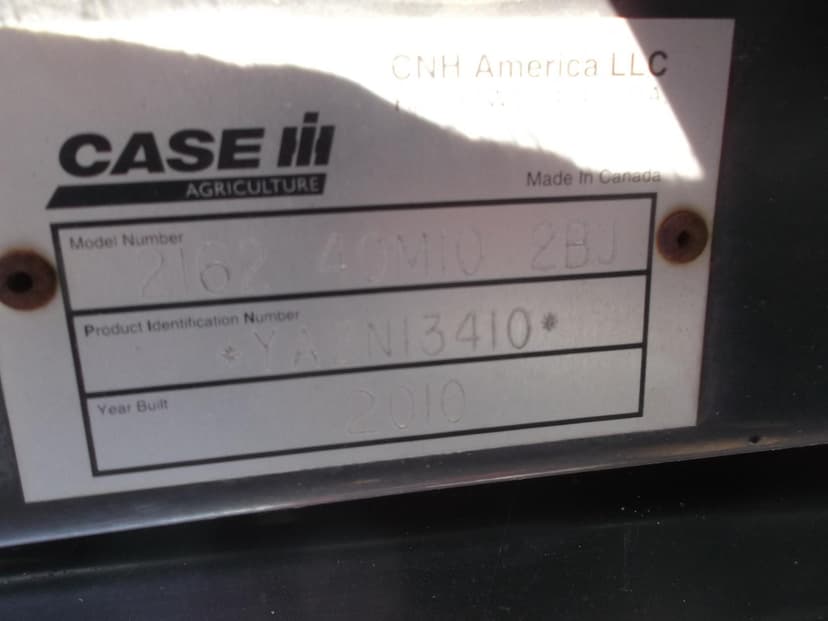 CNH America LLC
CASE IH
AGRICULTURE
Made In Canada
Model Number
2162 40M10 2BJ
Product Identification Number
Year Built
2010